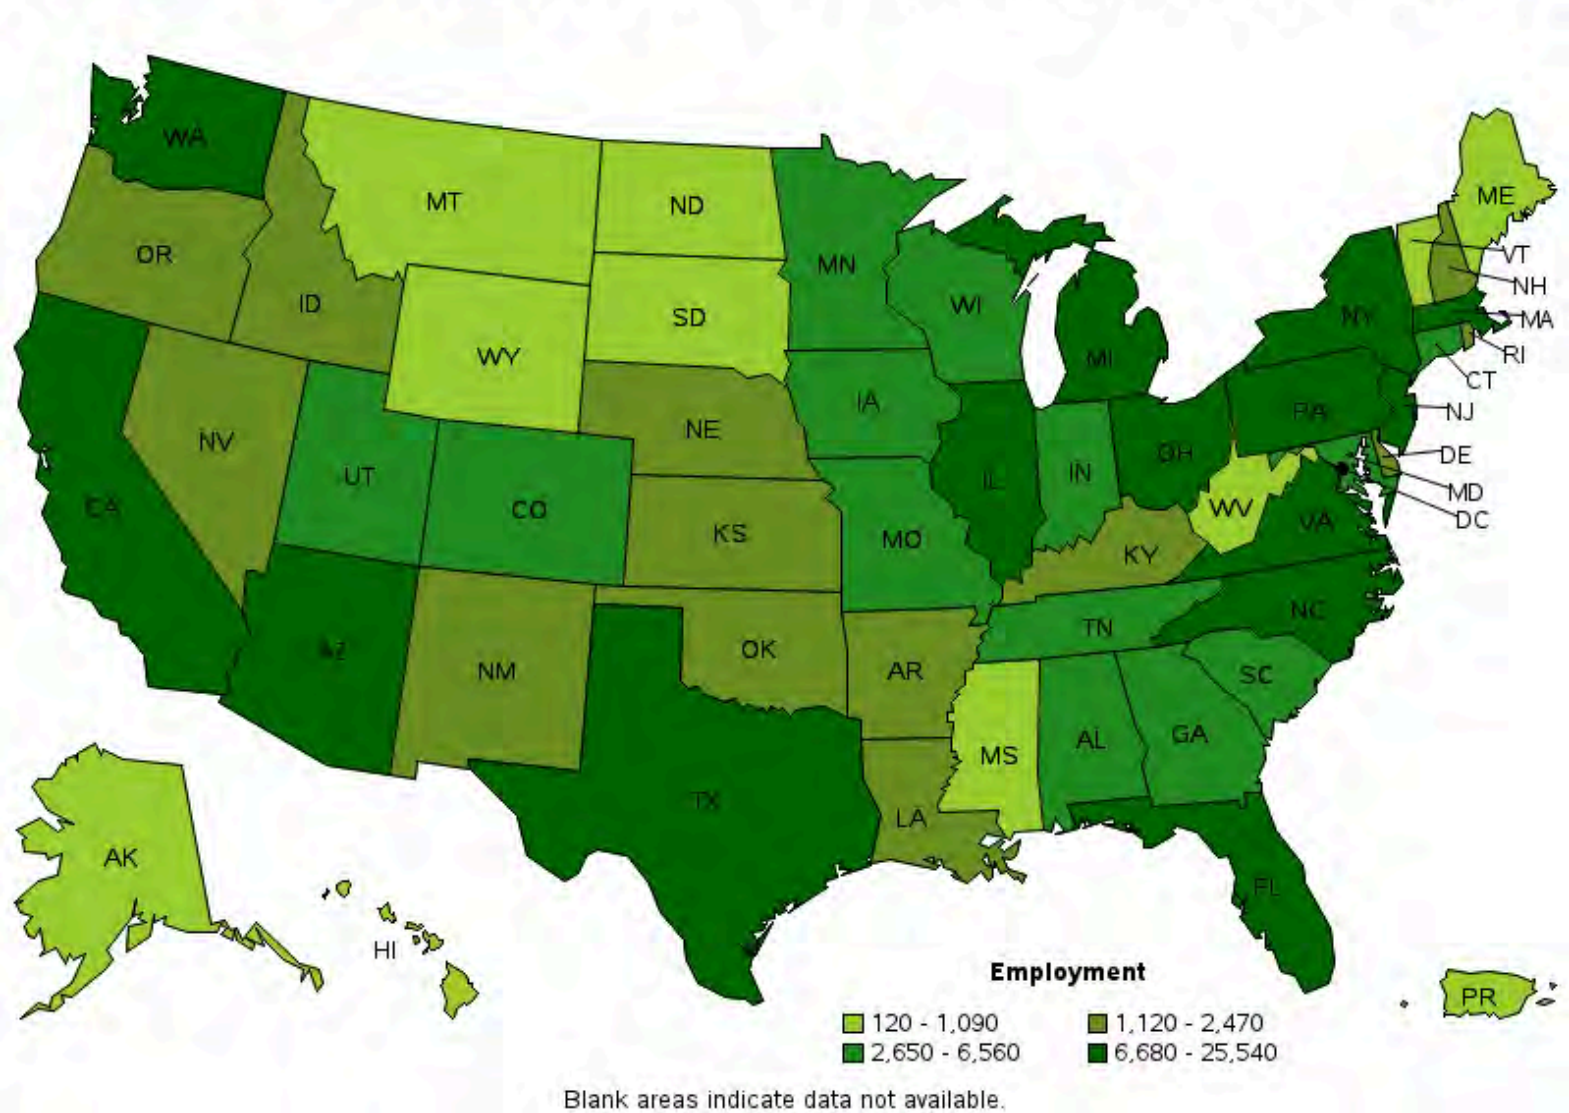 WA
MT
ND
ME
OR
MN
VT
ID
WI
NH
SD
NY
MA
WY
MI
RI
CT
IA
PA
NJ
NE
NV
OH
DE
UT
IN
IL
MD
CO
CA
WV
VA
DC
KS
MO
KY
NC
TN
AZ
OK
NM
AR
SC
GA
AL
MS
TX
LA
AK
FL
HI
PR
Employment
120 - 1,090
1,120 - 2,470
2,650 - 6,560
6,680 - 25,540
Blank areas indicate data not available.